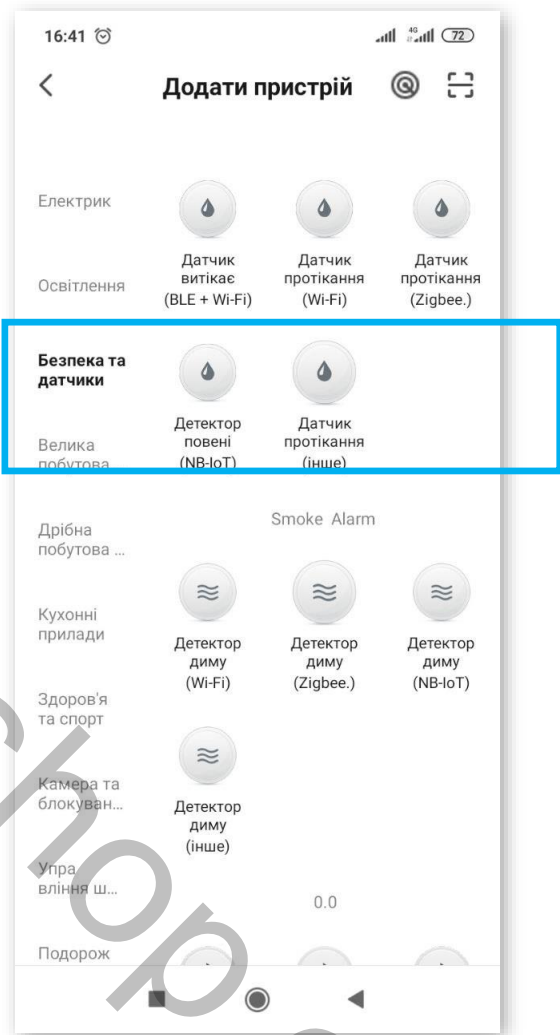 16:41
4G
72
Додати пристрій
Електрик
Освітлення
Безпека та
датчики
Велика
побутова
Дрібна
побутова ...
Кухонні
прилади
Здоров'я
та спорт
Камера та
блокуван...
Упра
вління ш...
Подорож
Датчик
витікає
(BLE + Wi-Fi)
Датчик
протікання
(Wi-Fi)
Датчик
протікання
(Zigbee.)
Детектор
повені
(NB-IoT)
Датчик
протікання
(інше)
Smoke Alarm
Детектор
диму
(Wi-Fi)
Детектор
диму
(Zigbee.)
Детектор
диму
(NB-IoT)
Детектор
диму
(інше)
0.0